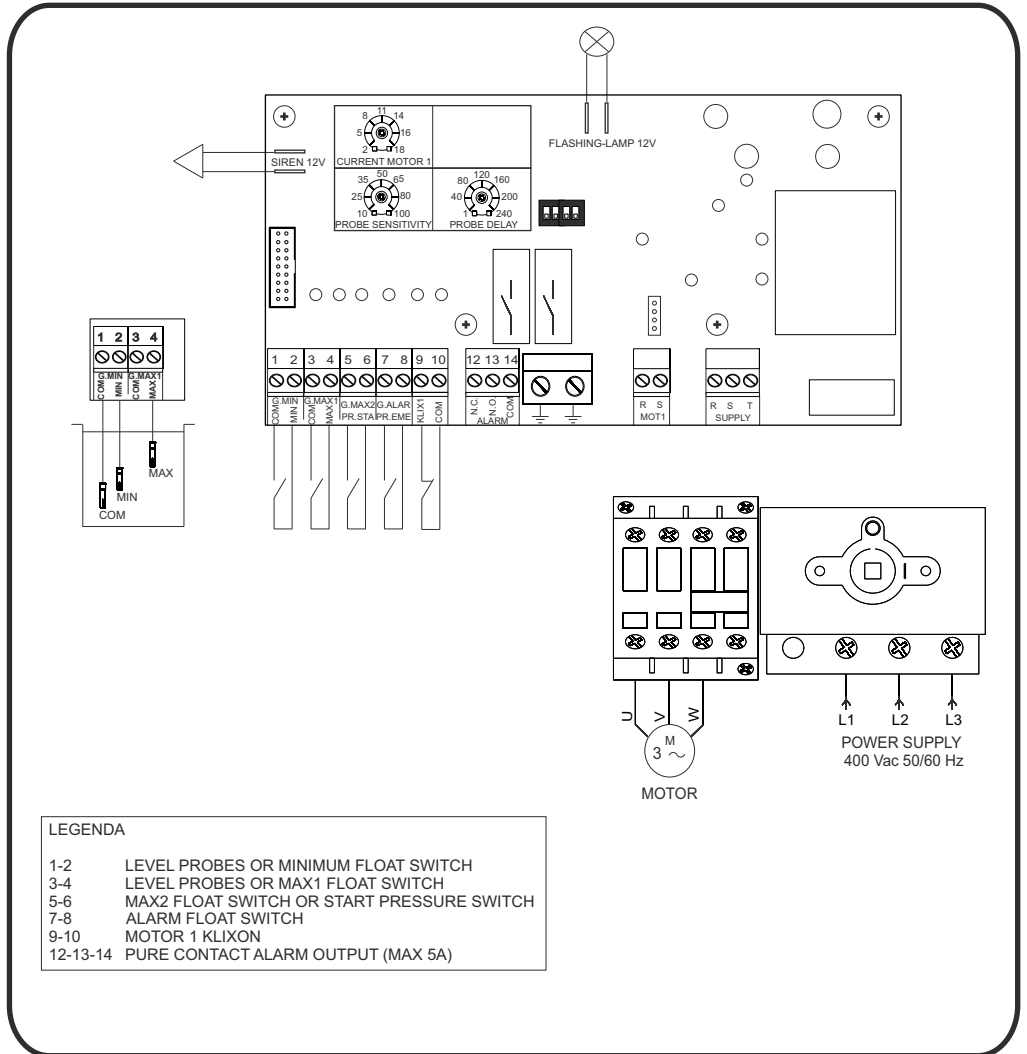 FLASHING-LAMP 12V
SIREN 12V
8 11 14
5 16
2 18
CURRENT MOTOR 1
35 50 65
25 80
10 100
PROBE SENSITIVITY
80 120 160
40 200
1 240
PROBE DELAY
1 2 3 4
COM G.MIN MIN COM G.MAX1 MAX1
MAX
MIN
COM
1 2 3 4 5 6 7 8 9 10
COM G.MIN MIN COM G.MAX1 MAX1 G.MAX2 G.ALAR KLIX1 COM
PR.STA PR.EME
12 13 14
N.C. N.O. COM
ALARM
R S
MOT1
R S T
SUPPLY
I
U V W
M
3 ~
MOTOR
L1 L2 L3
POWER SUPPLY
400 Vac 50/60 Hz
LEGENDA
1-2 LEVEL PROBES OR MINIMUM FLOAT SWITCH
3-4 LEVEL PROBES OR MAX1 FLOAT SWITCH
5-6 MAX2 FLOAT SWITCH OR START PRESSURE SWITCH
7-8 ALARM FLOAT SWITCH
9-10 MOTOR 1 KLIXON
12-13-14 PURE CONTACT ALARM OUTPUT (MAX 5A)